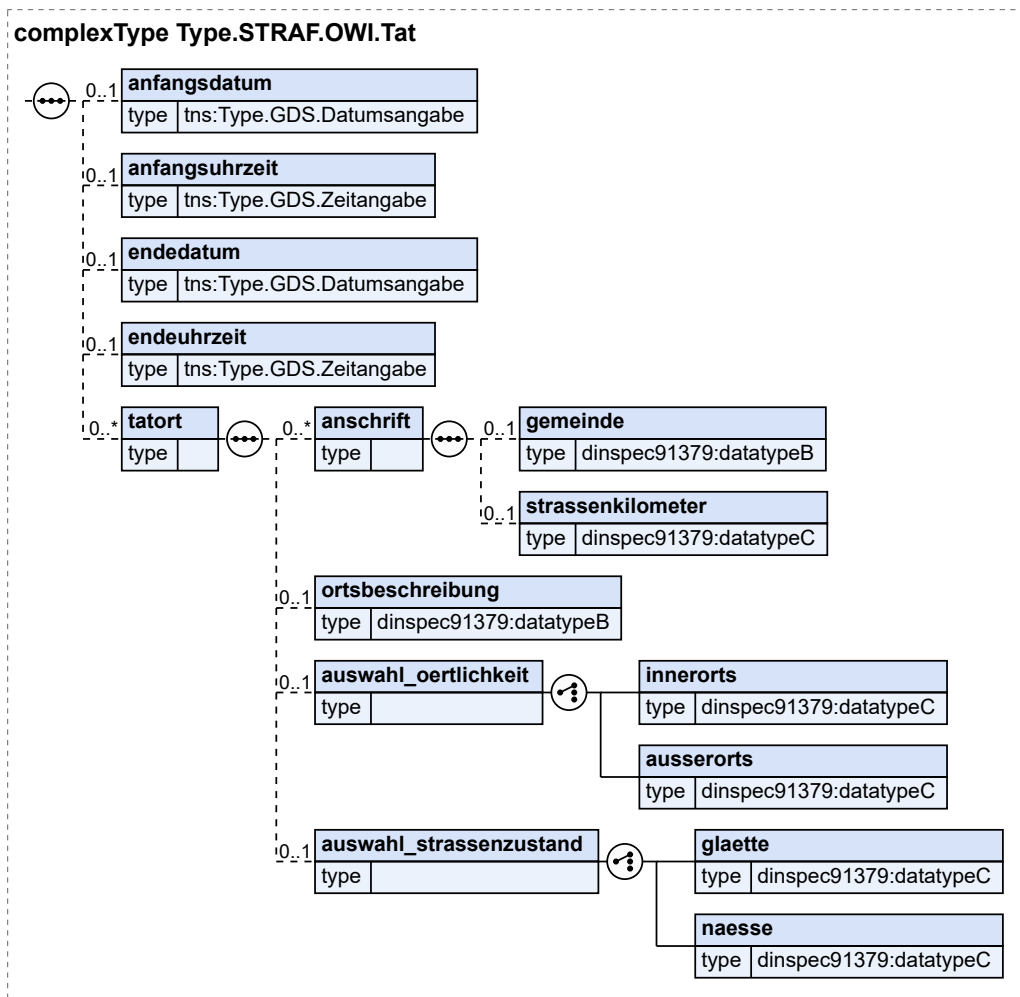 complexType Type.STRAF.OWI.Tat
0..1 anfangsdatum
type tns:Type.GDS.Datumsangabe
0..1 anfangsuhrzeit
type tns:Type.GDS.Zeitangabe
0..1 endedatum
type tns:Type.GDS.Datumsangabe
0..1 endeuhrzeit
type tns:Type.GDS.Zeitangabe
0..* tatort
type
0..* anschrift
type
0..1 gemeinde
type dinspec91379:datatypeB
0..1 strassenkilometer
type dinspec91379:datatypeC
0..1 ortsbeschreibung
type dinspec91379:datatypeB
0..1 auswahl_oertlichkeit
type
innerorts
type dinspec91379:datatypeC
ausserorts
type dinspec91379:datatypeC
0..1 auswahl_strassenzustand
type
glaette
type dinspec91379:datatypeC
naesse
type dinspec91379:datatypeC